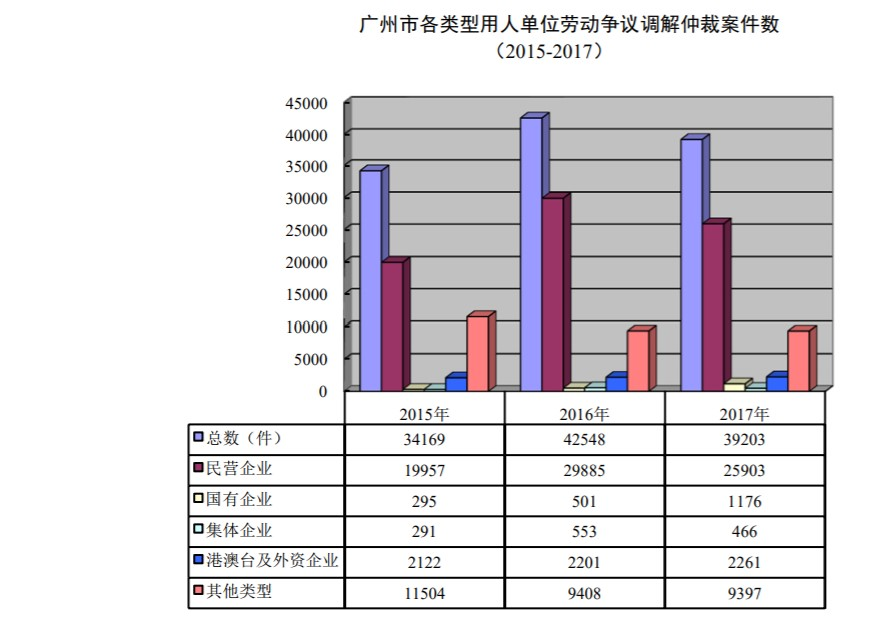 广州市各类型用人单位劳动争议调解仲裁案件数
（2015-2017）
45000
40000
35000
30000
25000
20000
15000
10000
5000
0
2015年 2016年 2017年
总数（件） 34169 42548 39203
民营企业 19957 29885 25903
国有企业 295 501 1176
集体企业 291 553 466
港澳台及外资企业 2122 2201 2261
其他类型 11504 9408 9397